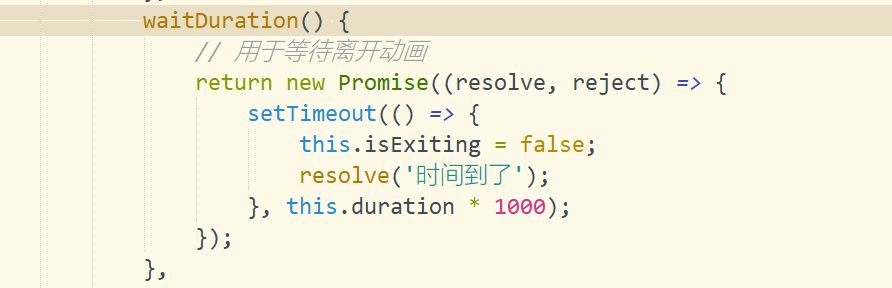 waitDuration() {
// 用于等待离开动画
return new Promise((resolve, reject) => {
setTimeout(() => {
this.isExiting = false;
resolve('时间到了');
}, this.duration * 1000);
});
},